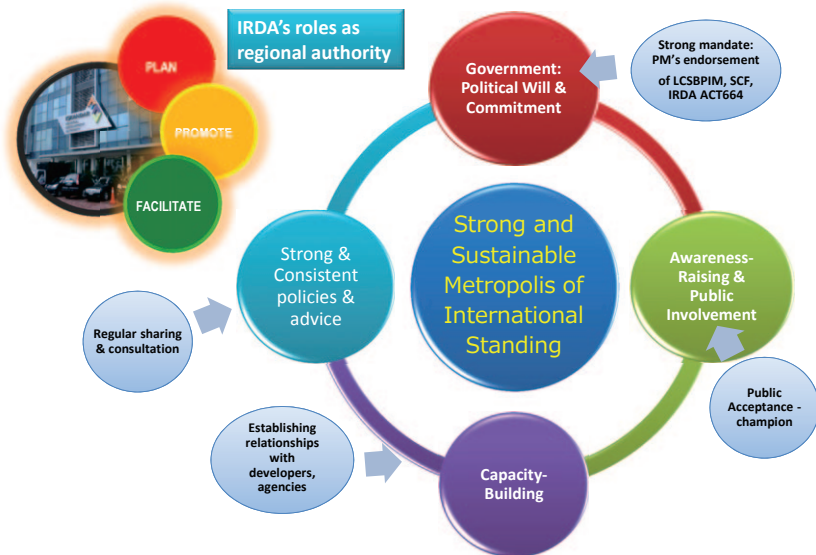 IRDA's roles as
regional authority
PLAN
PROMOTE
FACILITATE
Government:
Political Will &
Commitment
Strong mandate:
PM's endorsement
of LCSBPIM, SCF,
IRDA ACT664
Strong &
Consistent
policies &
advice
Strong and
Sustainable
Metropolis of
International
Standing
Awareness-
Raising &
Public
Involvement
Regular sharing
& consultation
Public
Acceptance -
champion
Establishing
relationships
with
developers,
agencies
Capacity-
Building